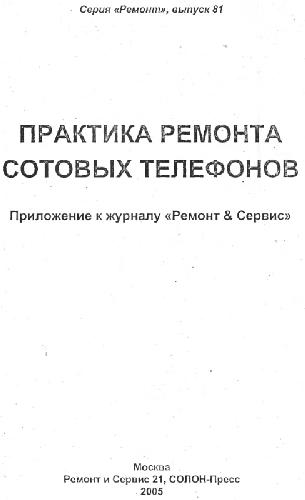 Серия «Ремонт», выпуск 81
ПРАКТИКА РЕМОНТА
СОТОВЫХ ТЕЛЕФОНОВ
Приложение к журналу «Ремонт & Сервис»
Москва
Ремонт и Сервис 21, СОЛОН-Пресс
2005